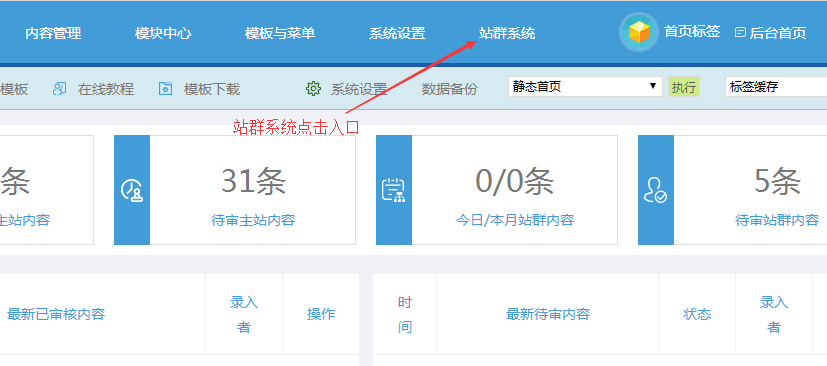 内容管理 模块中心 模板与菜单 系统设置 站群系统 首页标签 后台首页
模板 在线教程 模板下载 系统设置 数据备份 静态首页 执行 标签缓存
站群系统点击入口
条 31条 0/0条 5条
主站内容 待审主站内容 今日/本月站群内容 待审站群内容
最新已审核内容 录入者 操作 时间 最新待审内容 状态 录入者